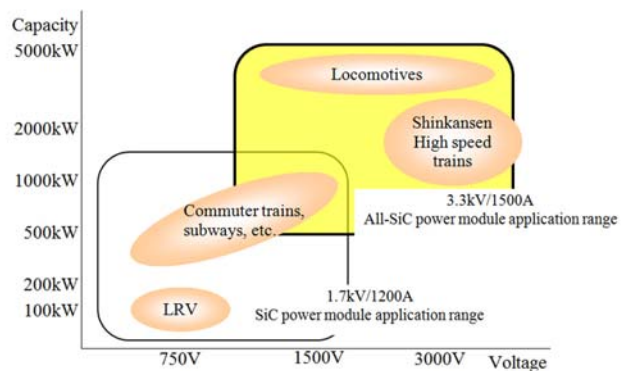 Capacity
5000kW
2000kW
1000kW
500kW
200kW
100kW
Locomotives
Shinkansen
High speed
trains
Commuter trains,
subways, etc..
LRV
3.3kV/1500A
All-SiC power module application range
1.7kV/1200A
SiC power module application range
750V
1500V
3000V
Voltage